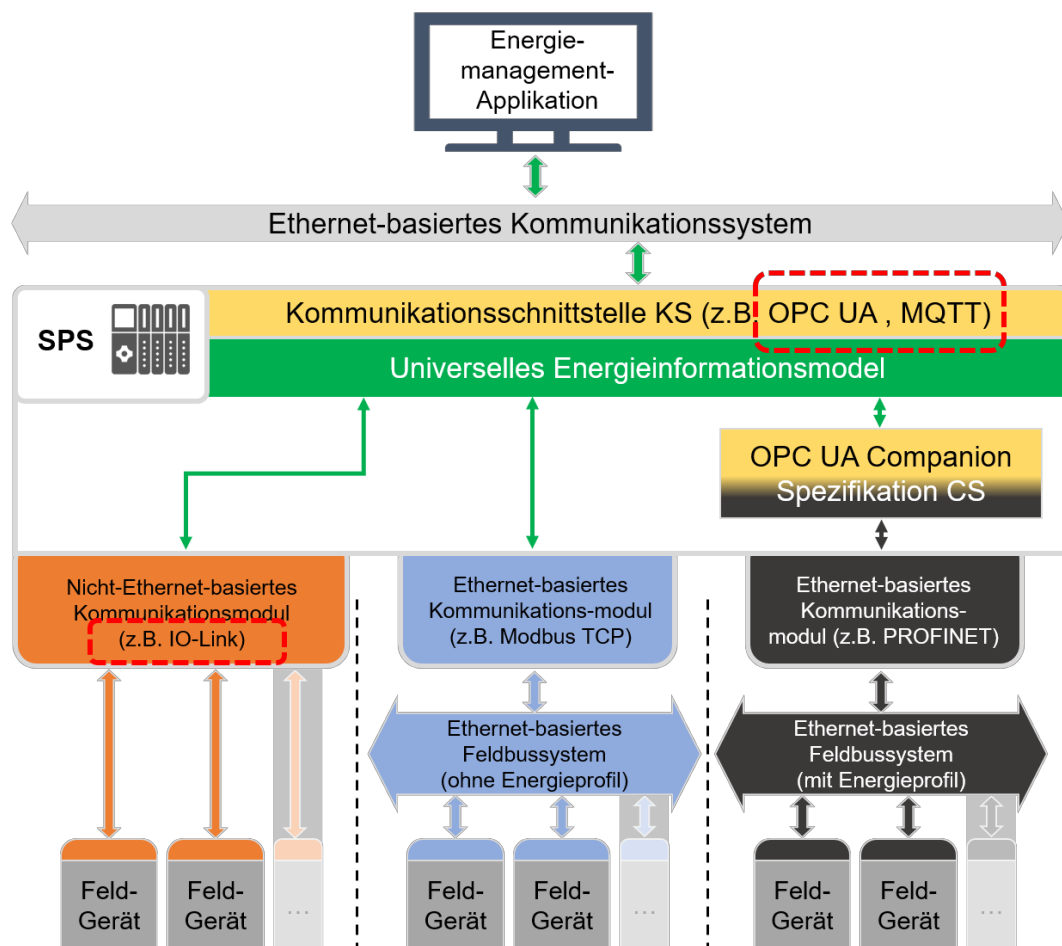 Energie-
management-
Applikation
Ethernet-basiertes Kommunikationssystem
SPS
Kommunikationsschnittstelle KS (z.B. OPC UA , MQTT)
Universelles Energieinformationsmodel
OPC UA Companion
Spezifikation CS
Nicht-Ethernet-basiertes
Kommunikationsmodul
(z.B. IO-Link)
Ethernet-basiertes
Kommunikations-modul
(z.B. Modbus TCP)
Ethernet-basiertes
Kommunikations-
modul (z.B. PROFINET)
Ethernet-basiertes
Feldbussystem
(ohne Energieprofil)
Ethernet-basiertes
Feldbussystem
(mit Energieprofil)
Feld-
Gerät
Feld-
Gerät
...
Feld-
Gerät
Feld-
Gerät
...
Feld-
Gerät
Feld-
Gerät
...